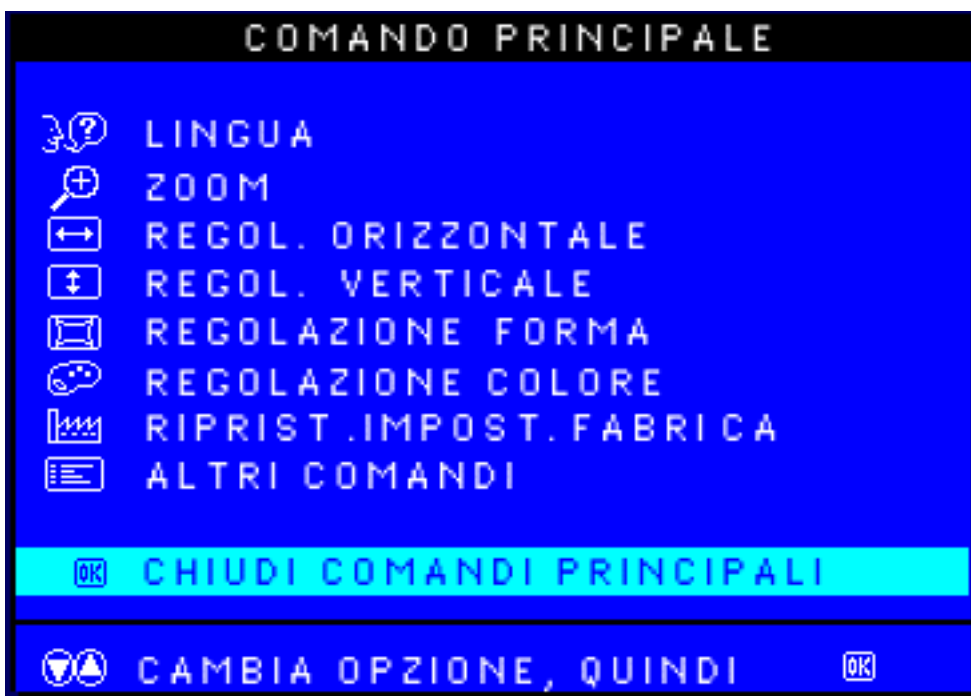 COMANDO PRINCIPALE
LINGUA
ZOOM
REGOL. ORIZZONTALE
REGOL. VERTICALE
REGOLAZIONE FORMA
REGOLAZIONE COLORE
RIPRIST.IMPOST.FABRICA
ALTRI COMANDI
OK CHIUDI COMANDI PRINCIPALI
CAMBIA OPZIONE, QUINDI OK